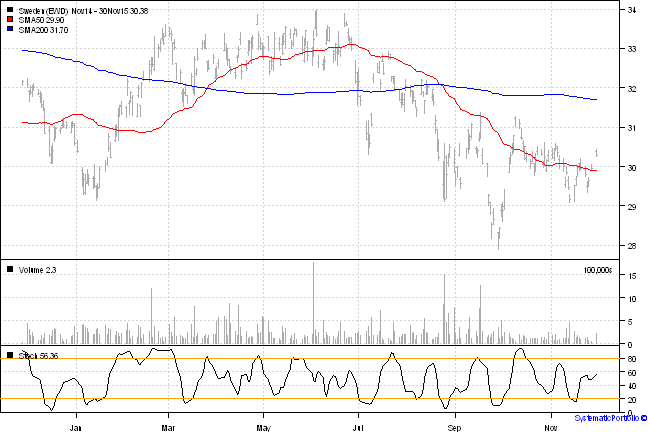 Sweden (EWD) Nov14 - 30Nov15 30.38
SMA50 29.90
SMA200 31.70
34
33
32
31
30
29
28
Volume 2.3
100,000s
15
10
5
0
Stoch 56.36
80
60
40
20
0
Jan Mar May Jul Sep Nov
SystematicPortfolio ©